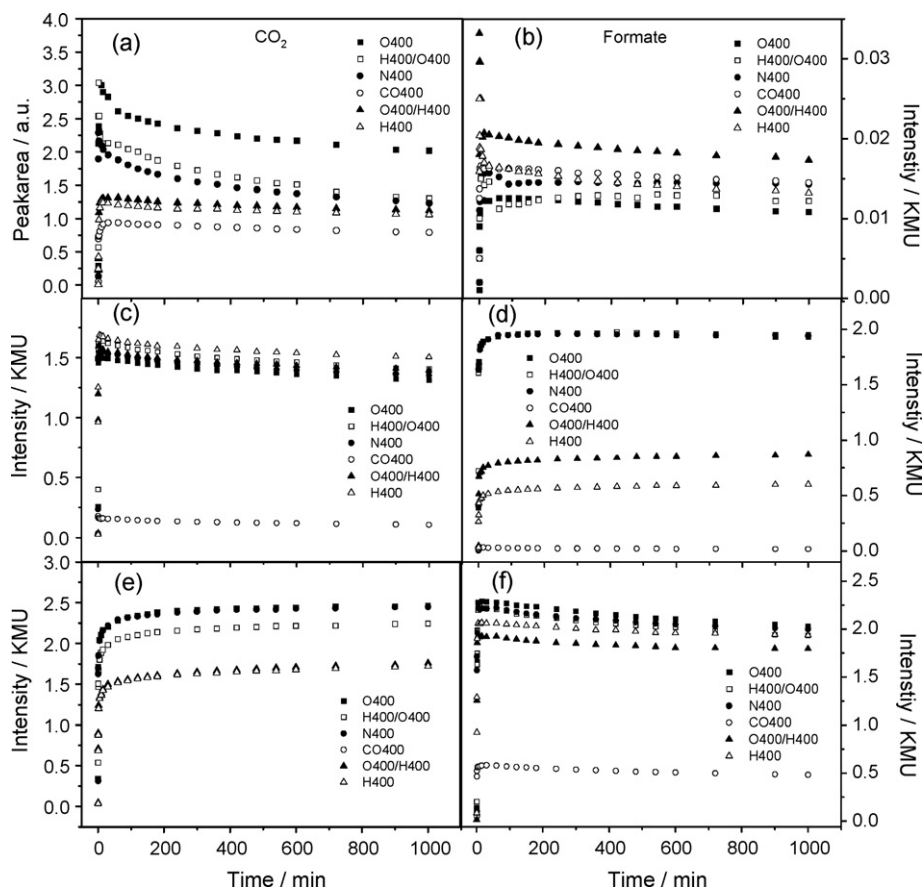 (a) CO2
O400
H400/O400
N400
CO400
O400/H400
H400
4.0
3.5
3.0
2.5
2.0
1.5
1.0
0.5
0.0
Peakarea / a.u.
(b) Formate
O400
H400/O400
N400
CO400
O400/H400
H400
0.03
0.02
0.01
0.00
Intenstiy / KMU
(c)
1.5
1.0
0.5
0.0
Intensity / KMU
O400
H400/O400
N400
CO400
O400/H400
H400
(d)
O400
H400/O400
N400
CO400
O400/H400
H400
2.0
1.5
1.0
0.5
0.0
Intenstiy / KMU
(e)
3.0
2.5
2.0
1.5
1.0
0.5
0.0
Intensity / KMU
O400
H400/O400
N400
CO400
O400/H400
H400
0 200 400 600 800 1000
Time / min
(f)
2.5
2.0
1.5
1.0
0.5
0.0
Intenstiy / KMU
O400
H400/O400
N400
CO400
O400/H400
H400
0 200 400 600 800 1000
Time / min